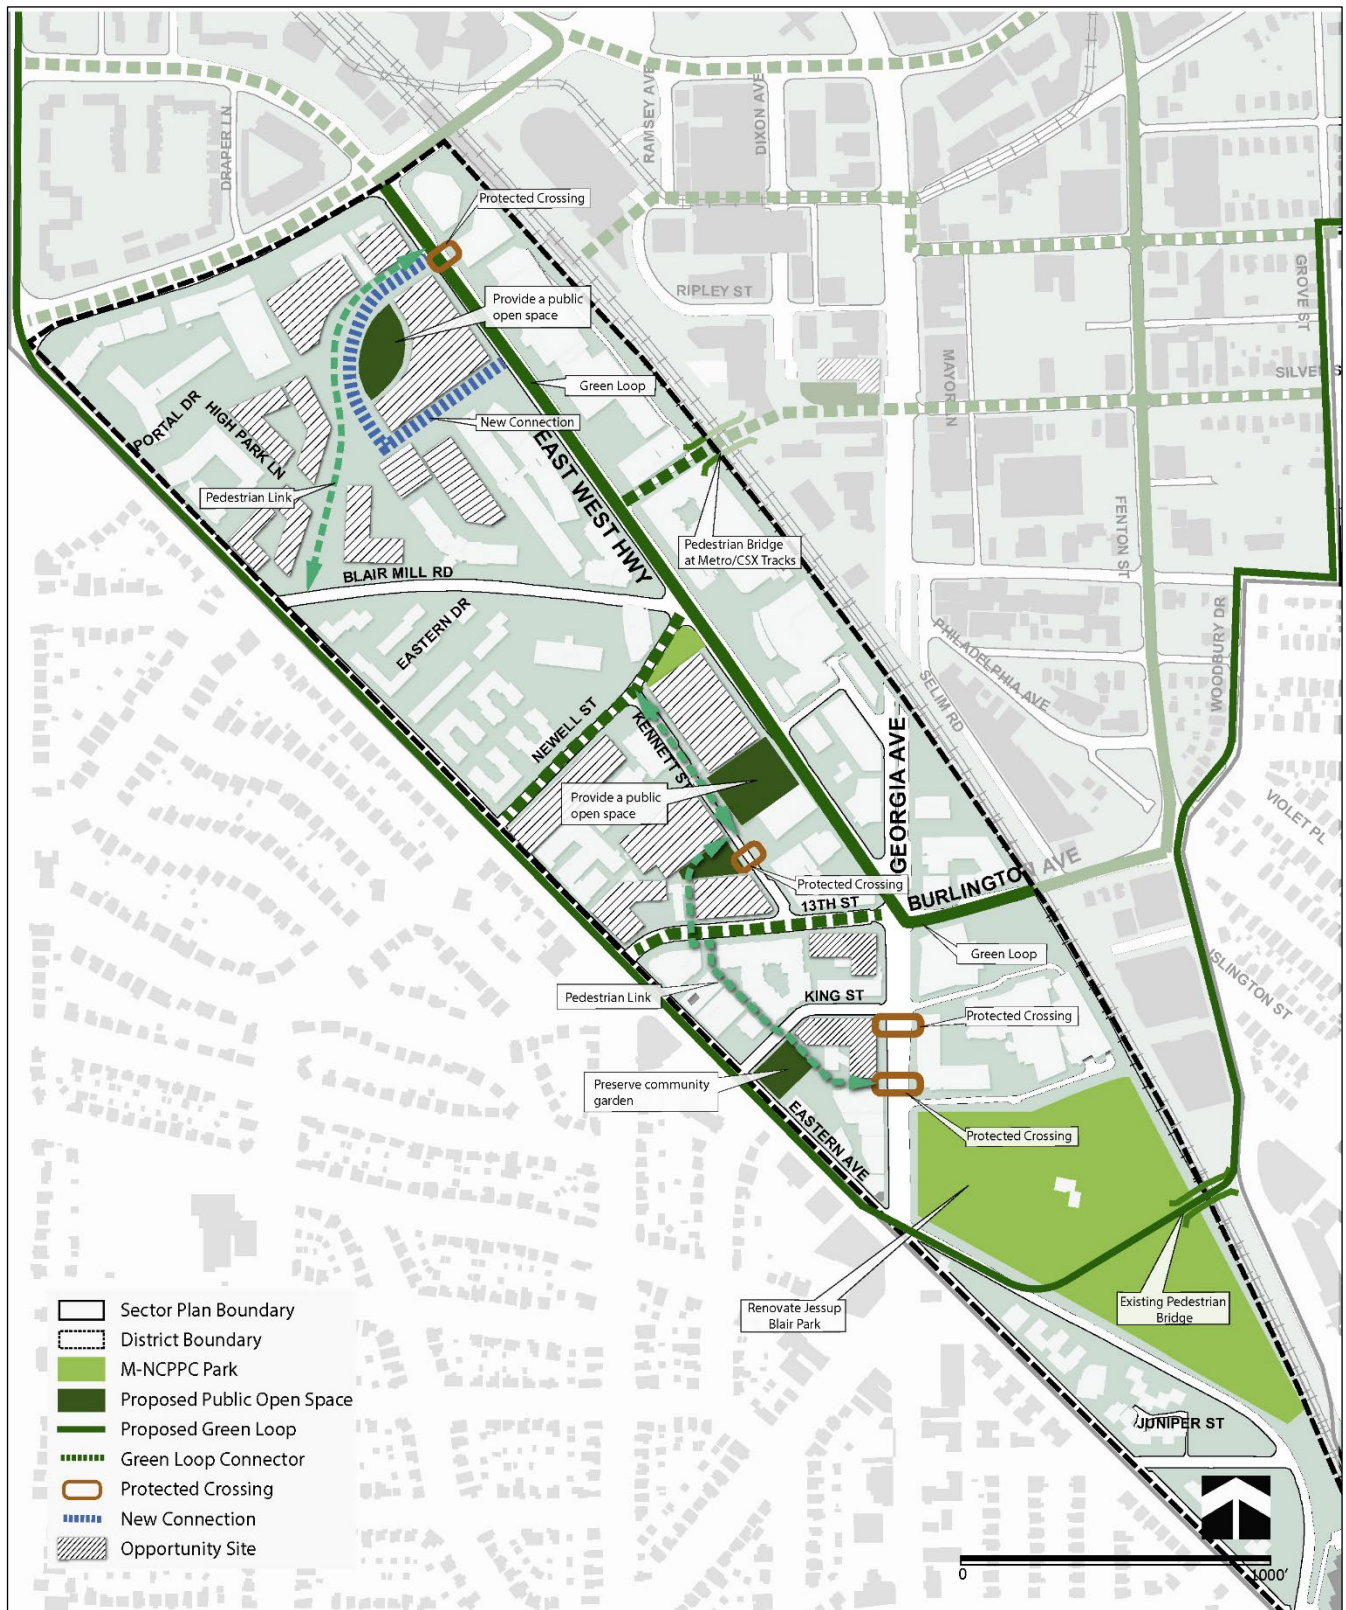 RAMSEY AVE
DIXON AVE
DRAPER LN
Protected Crossing
GROVE ST
RIPLEY ST
Provide a public
open space
MAYOR LN
SILVER S
Green Loop
PORTAL DR
HIGH PARK LN
New Connection
EAST WEST HWY
Pedestrian Link
FENTON ST
Pedestrian Bridge
at Metro/CSX Tracks
BLAIR MILL RD
EASTERN DR
PHILADELPHIA AVE
WOODBURY DR
SELIM RD
NEWELL ST
KENNETT ST
GEORGIA AVE
Provide a public
open space
VIOLET PL
Protected Crossing
BURLINGTON AVE
13TH ST
Green Loop
ISLINGTON ST
Pedestrian Link
KING ST
Protected Crossing
Preserve community
garden
EASTERN AVE
Protected Crossing
Renovate Jessup
Blair Park
Existing Pedestrian
Bridge
JUNIPER ST
Sector Plan Boundary
District Boundary
M-NCPPC Park
Proposed Public Open Space
Proposed Green Loop
Green Loop Connector
Protected Crossing
New Connection
Opportunity Site
0 1000'